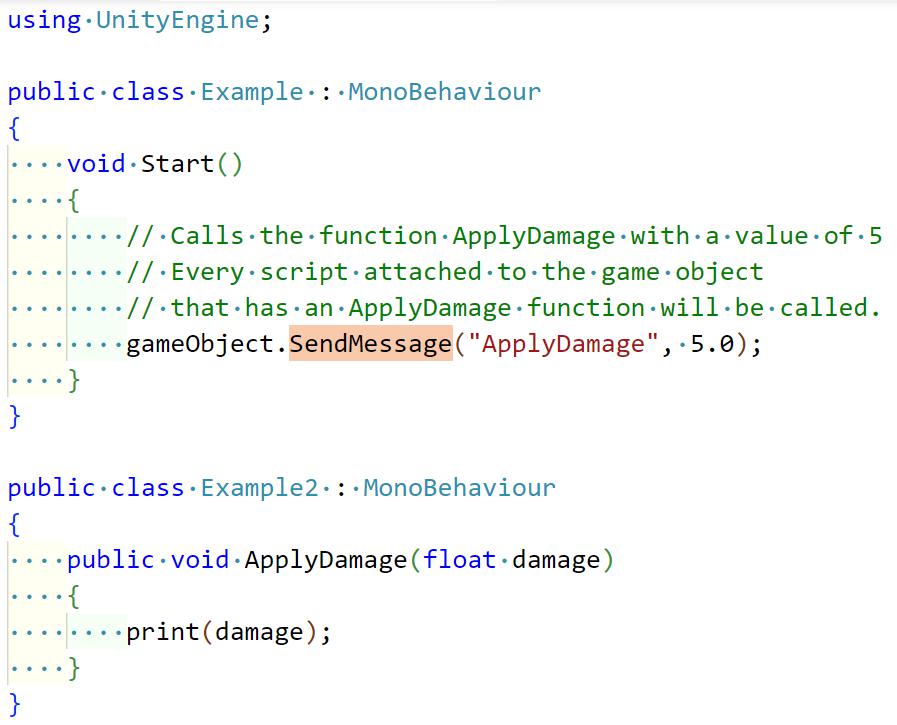 using UnityEngine;
public class Example : MonoBehaviour
{
    void Start()
    {
        // Calls the function ApplyDamage with a value of 5
        // Every script attached to the game object
        // that has an ApplyDamage function will be called.
        gameObject.SendMessage("ApplyDamage", 5.0);
    }
}
public class Example2 : MonoBehaviour
{
    public void ApplyDamage(float damage)
    {
        print(damage);
    }
}